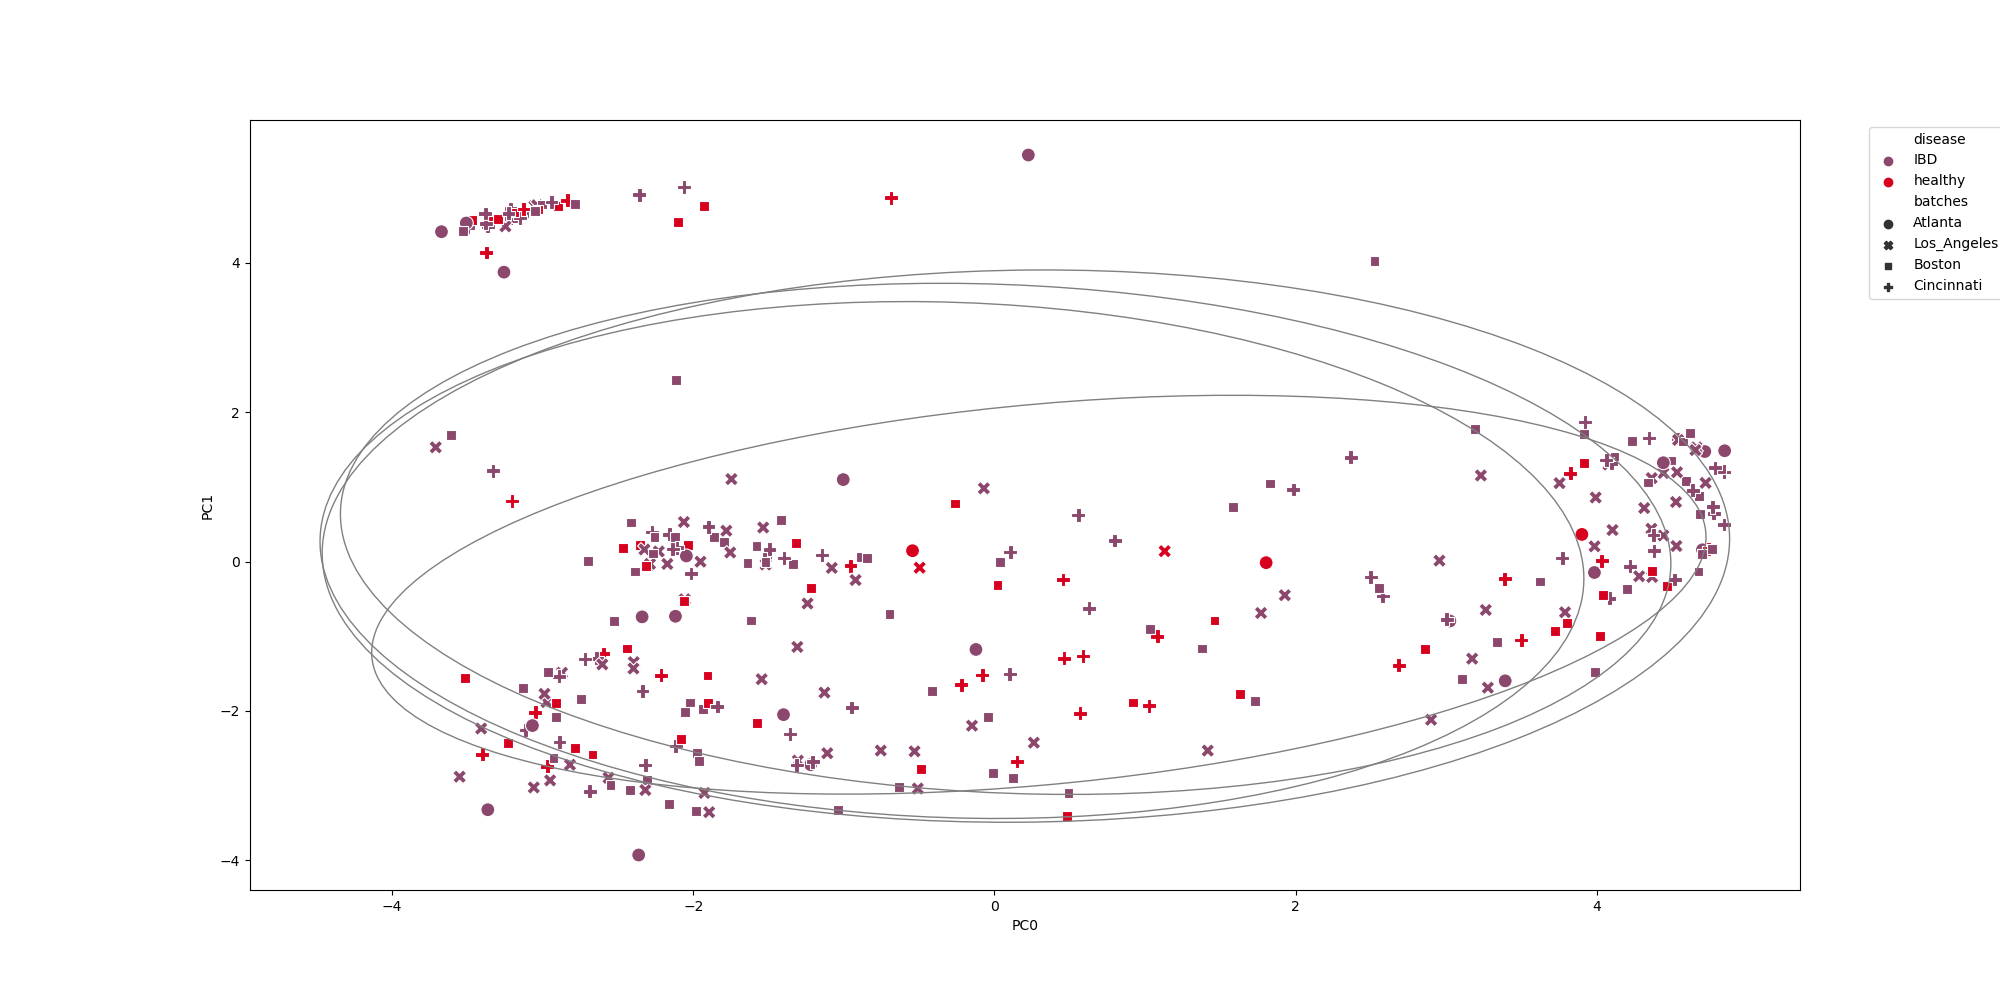 disease
IBD
healthy
batches
Atlanta
Los_Angeles
Boston
Cincinnati
4
2
0
−2
−4
PC1
−4
−2
0
2
4
PC0